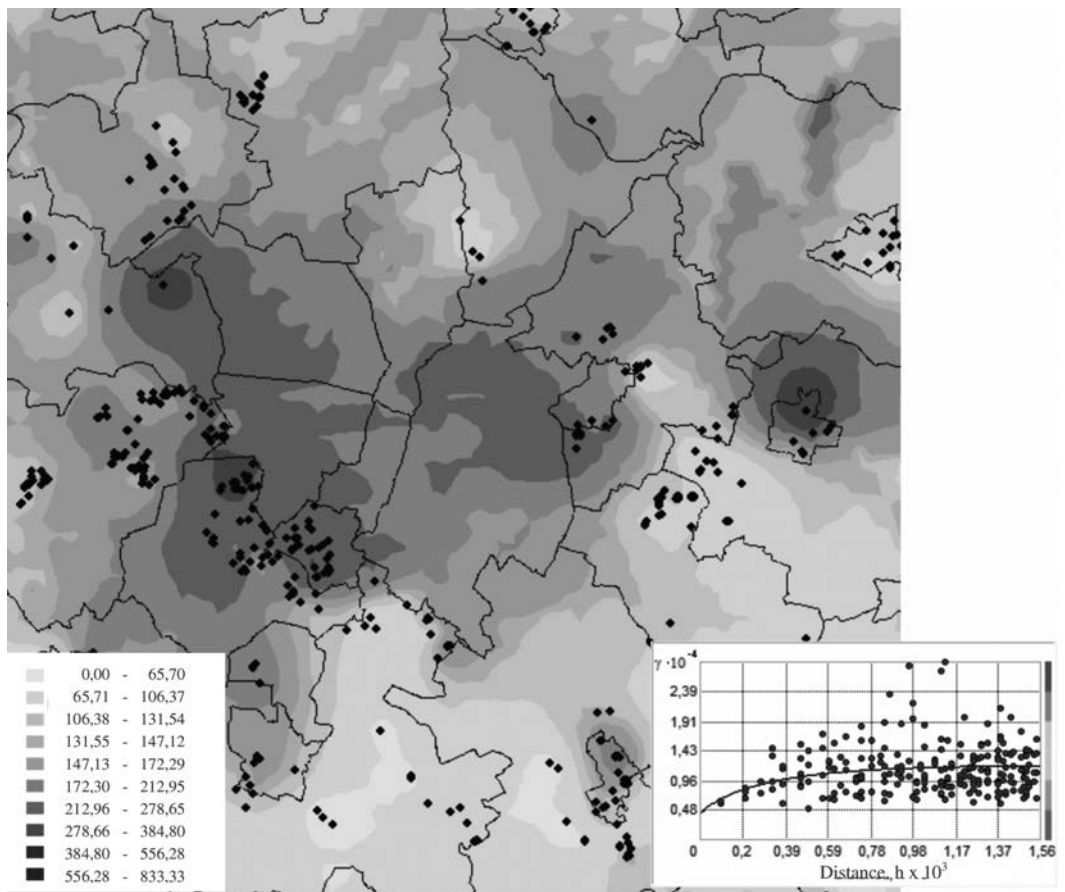 0,00 - 65,70
65,71 - 106,37
106,38 - 131,54
131,55 - 147,12
147,13 - 172,29
172,30 - 212,95
212,96 - 278,65
278,66 - 384,80
384,80 - 556,28
556,28 - 833,33
γ ·10⁻⁴
2,39
1,91
1,43
0,96
0,48
0 0,2 0,39 0,59 0,78 0,98 1,17 1,37 1,56
Distance, h x 10³